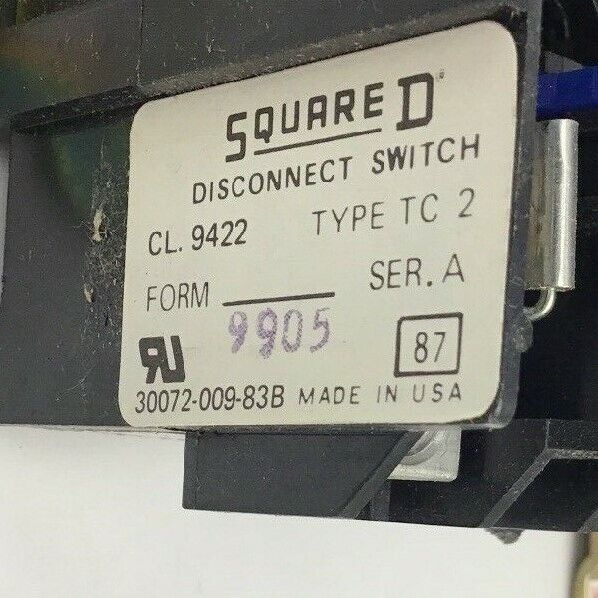 SQUARE D
DISCONNECT SWITCH
CL. 9422 TYPE TC 2
FORM SER. A
9905
87
30072-009-83B MADE IN USA